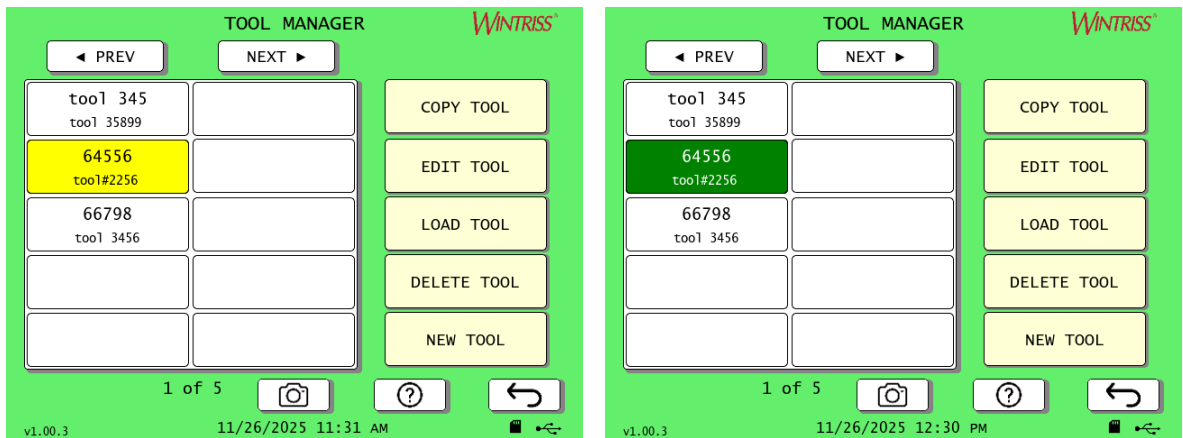 TOOL MANAGER
WINTRISS
◄ PREV
NEXT ►
tool 345
tool 35899
COPY TOOL
64556
tool#2256
EDIT TOOL
66798
tool 3456
LOAD TOOL
DELETE TOOL
NEW TOOL
1 of 5
?
v1.00.3
11/26/2025 11:31 AM
TOOL MANAGER
WINTRISS
◄ PREV
NEXT ►
tool 345
tool 35899
COPY TOOL
64556
tool#2256
EDIT TOOL
66798
tool 3456
LOAD TOOL
DELETE TOOL
NEW TOOL
1 of 5
?
v1.00.3
11/26/2025 12:30 PM